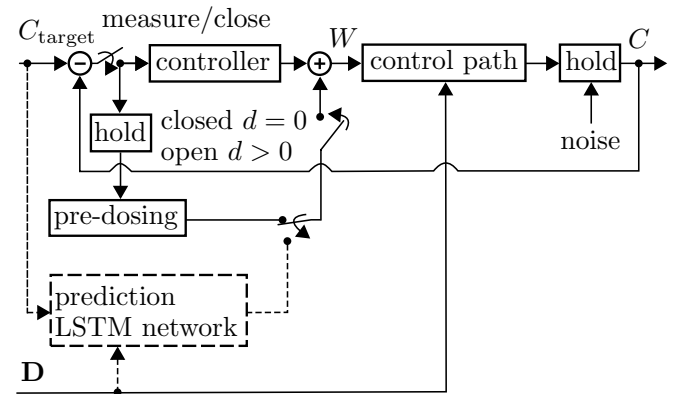 measure/close
C_target
W
C
−
controller
+
control path
hold
hold
closed d = 0
open d > 0
noise
pre-dosing
prediction
LSTM network
D